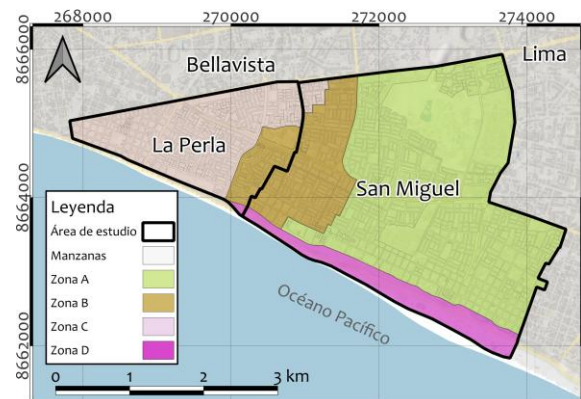 268000 270000 272000 274000
8666000
8664000
8662000
Lima
Bellavista
La Perla
San Miguel
Océano Pacífico
Leyenda
Área de estudio
Manzanas
Zona A
Zona B
Zona C
Zona D
0 1 2 3 km